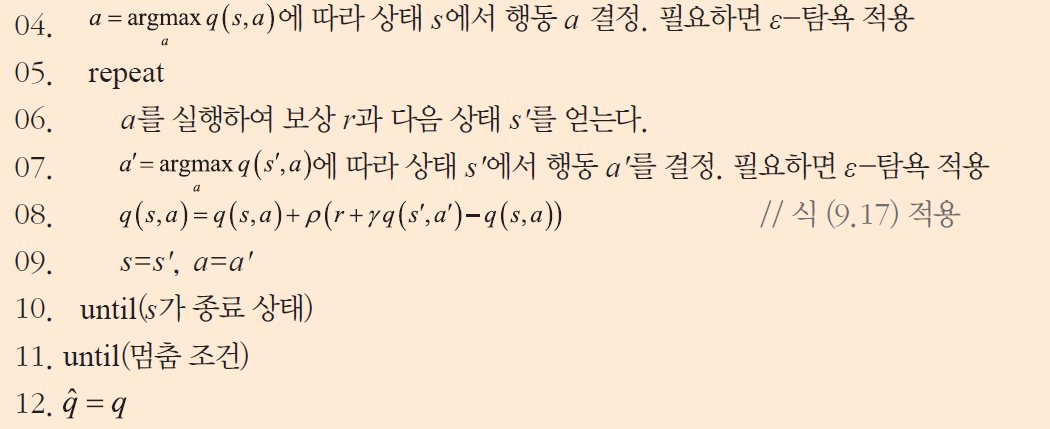 04. a = argmax q(s,a)에 따라 상태 s에서 행동 a 결정. 필요하면 ε–탐욕 적용
a
05. repeat
06. a를 실행하여 보상 r과 다음 상태 s′를 얻는다.
07. a′ = argmax q(s′,a)에 따라 상태 s′에서 행동 a′를 결정. 필요하면 ε–탐욕 적용
a
08. q(s,a) = q(s,a) + ρ(r + γq(s′,a′) − q(s,a)) // 식 (9.17) 적용
09. s=s′, a=a′
10. until(s가 종료 상태)
11. until(멈춤 조건)
12. q̂ = q